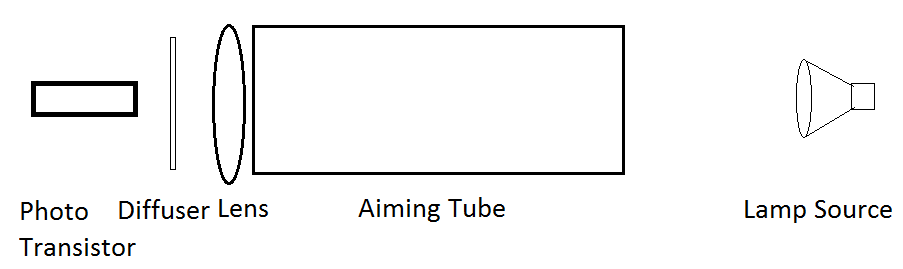 Photo Transistor
Diffuser
Lens
Aiming Tube
Lamp Source